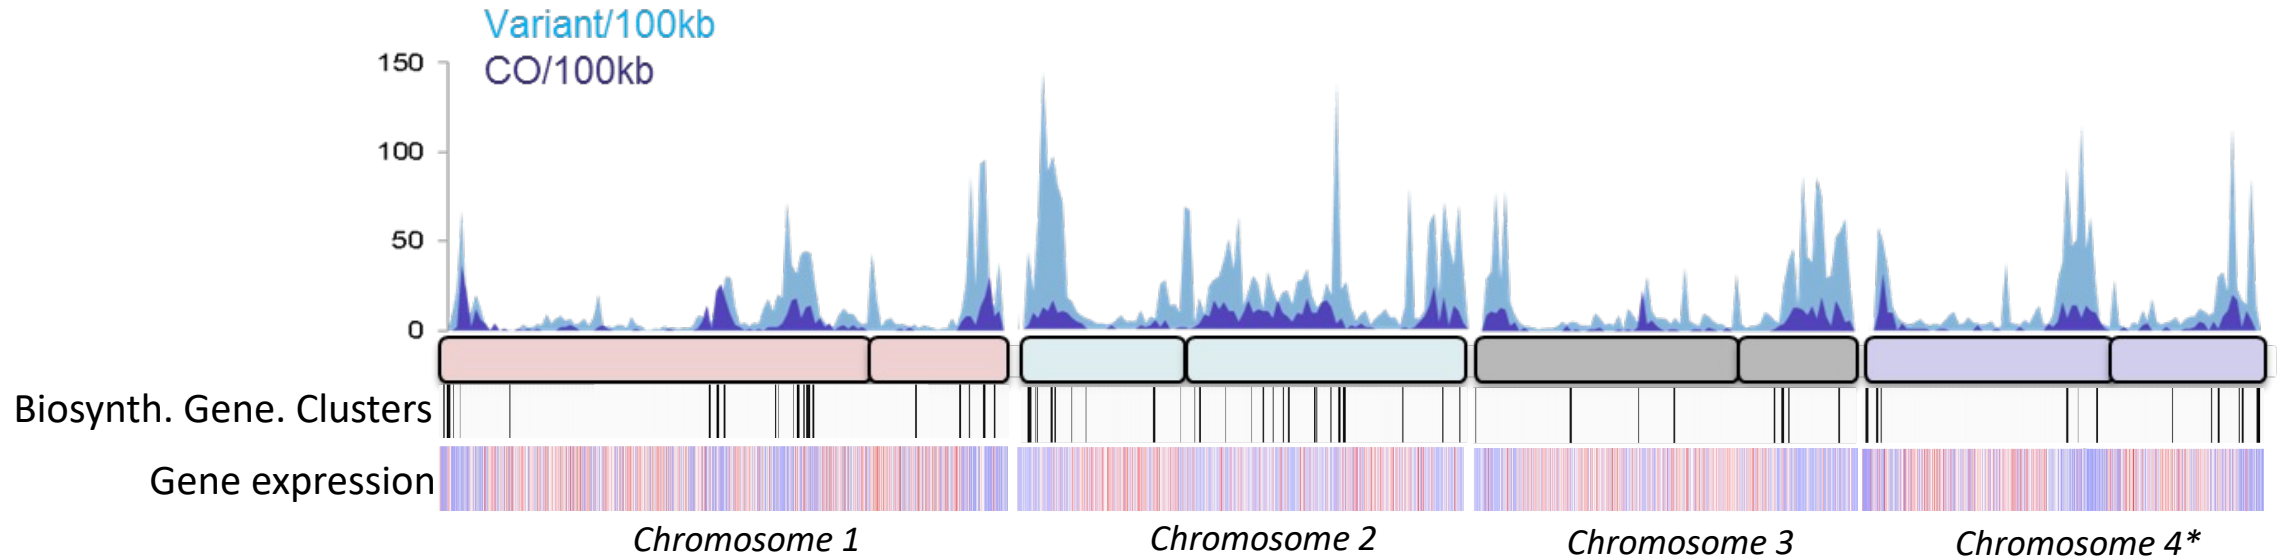 Variant/100kb
CO/100kb
150
100
50
0
Biosynth. Gene. Clusters
Gene expression
Chromosome 1
Chromosome 2
Chromosome 3
Chromosome 4*